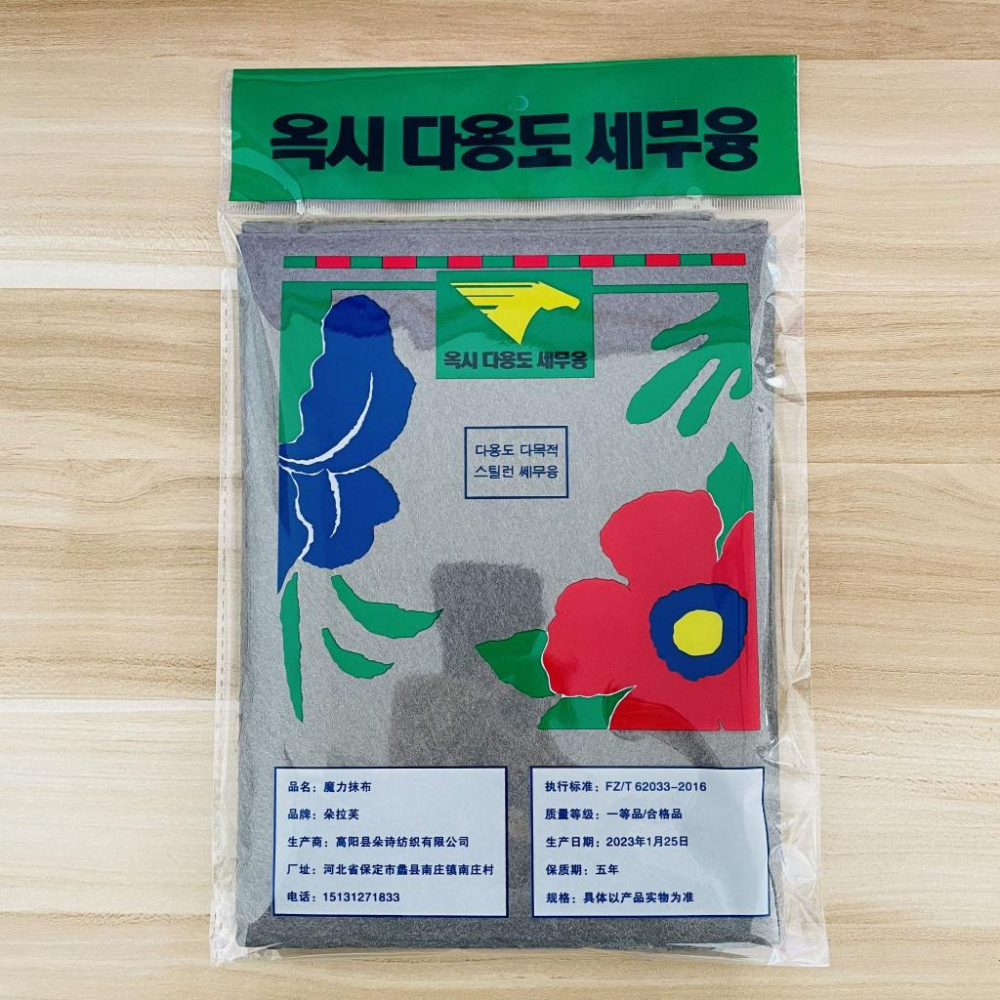 옥시 다용도 세무융
옥시 다용도 세무융
다용도 다목적
스틸런 쎄무융
品名：魔力抹布
品牌：朵拉芙
生产商：高阳县朵诗纺织有限公司
厂址：河北省保定市蠡县南庄镇南庄村
电话：15131271833
执行标准：FZ/T 62033-2016
质量等级：一等品/合格品
生产日期：2023年1月25日
保质期：五年
规格：具体以产品实物为准